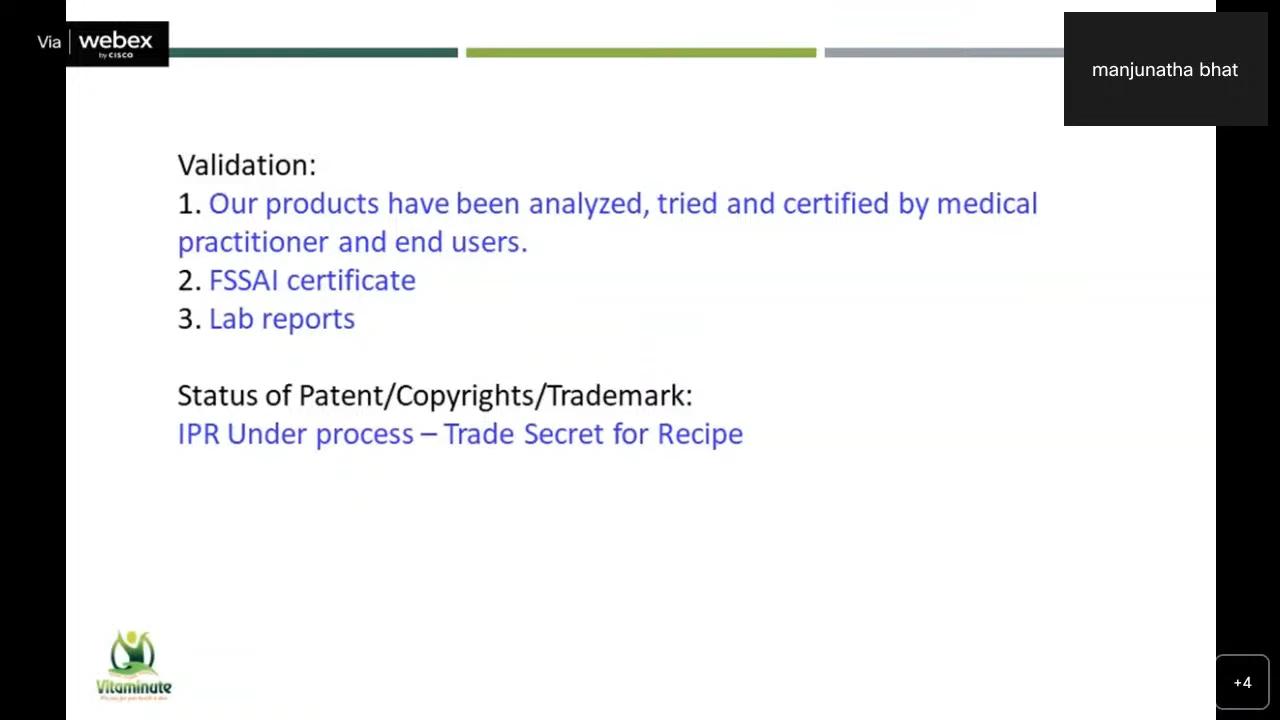 Via webex
by CISCO
manjunatha bhat
Validation:
1. Our products have been analyzed, tried and certified by medical
practitioner and end users.
2. FSSAI certificate
3. Lab reports
Status of Patent/Copyrights/Trademark:
IPR Under process – Trade Secret for Recipe
Vitaminute
+4